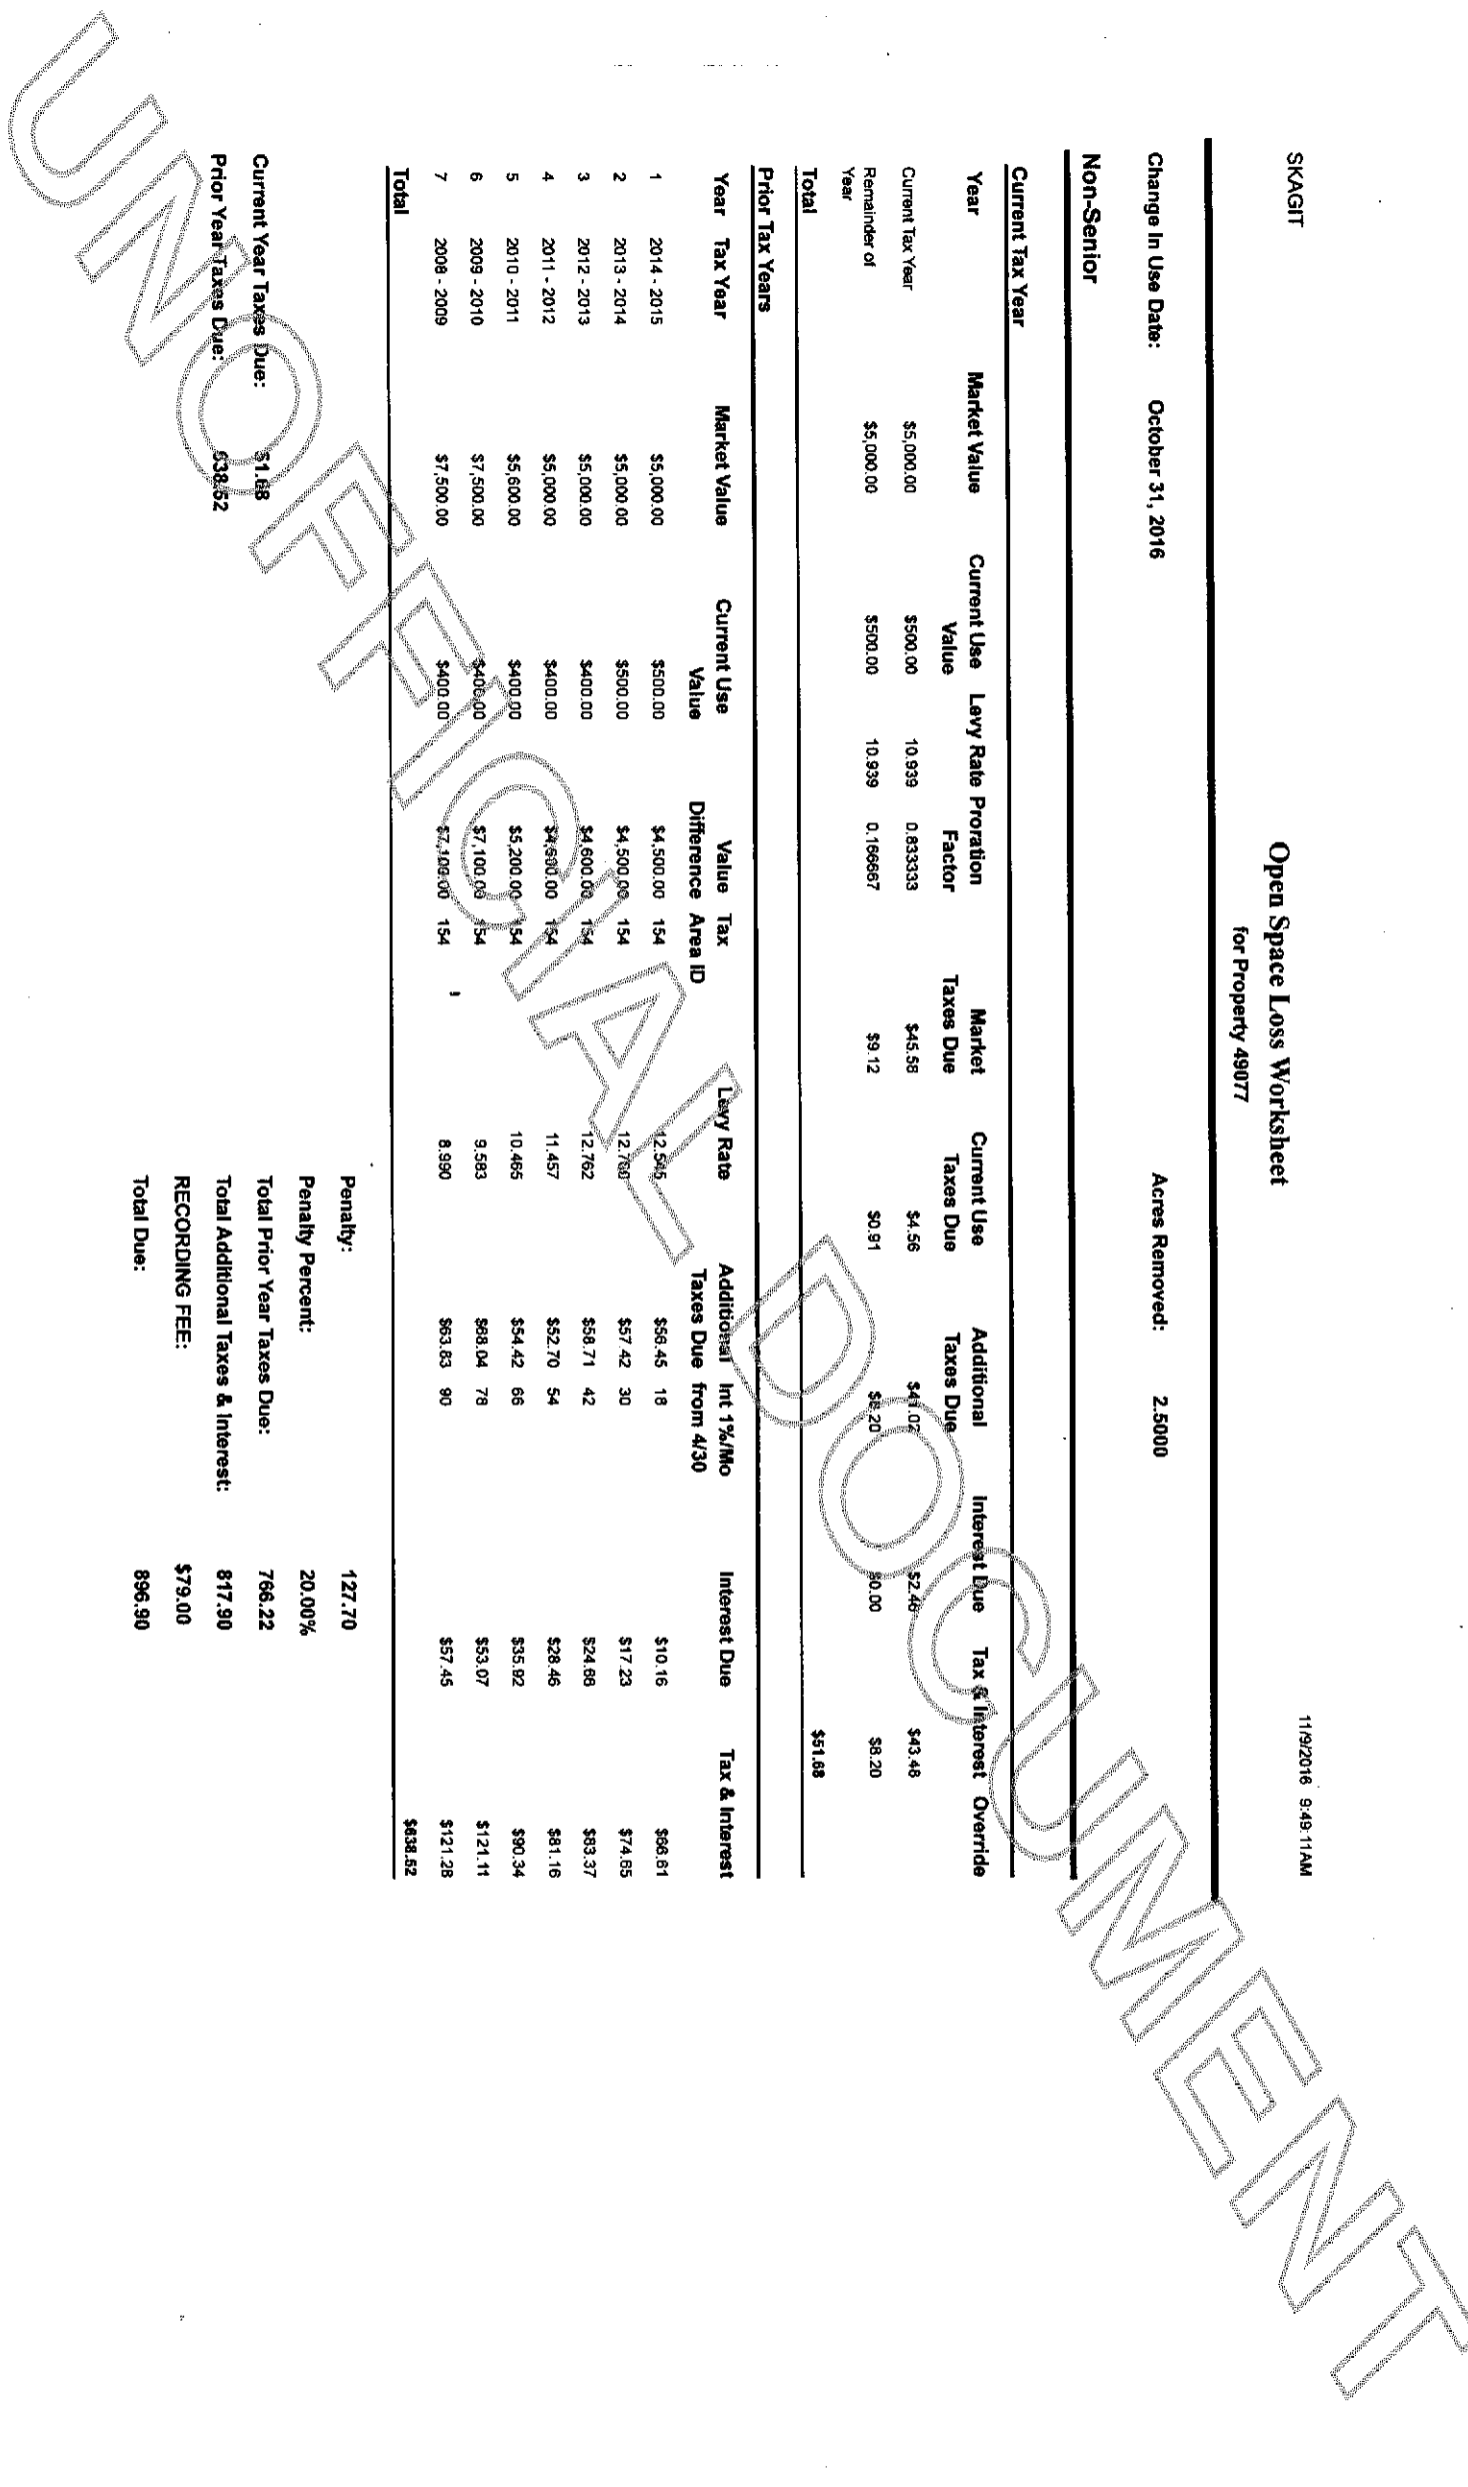 SKAGIT
11/9/2016 9:49:11AM
Open Space Loss Worksheet
for Property 49077
Change In Use Date: October 31, 2016 Acres Removed: 2.5000
Non-Senior
Current Tax Year
Year Market Value Current Use Value Levy Rate Proration Factor Market Taxes Due Current Use Taxes Due Additional Taxes Due Interest Due Tax & Interest Override
Current Tax Year $5,000.00 $500.00 10.939 0.833333 $45.58 $4.56 $41.02 $2.46 $43.48
Remainder of Year $5,000.00 $500.00 10.939 0.166667 $9.12 $0.91 $8.20 $0.00 $8.20
Total $51.68
Prior Tax Years
Year Tax Year Market Value Current Use Value Value Difference Tax Area ID Levy Rate Additional Taxes Due Int 1%/Mo from 4/30 Interest Due Tax & Interest
1 2014 - 2015 $5,000.00 $500.00 $4,500.00 154 12.545 $56.45 18 $10.16 $66.61
2 2013 - 2014 $5,000.00 $500.00 $4,500.00 154 12.760 $57.42 30 $17.23 $74.65
3 2012 - 2013 $5,000.00 $400.00 $4,600.00 154 12.762 $58.71 42 $24.66 $83.37
4 2011 - 2012 $5,000.00 $400.00 $4,600.00 154 11.457 $52.70 54 $28.46 $81.16
5 2010 - 2011 $5,600.00 $400.00 $5,200.00 154 10.465 $54.42 66 $35.92 $90.34
6 2009 - 2010 $7,500.00 $400.00 $7,100.00 154 9.583 $68.04 78 $53.07 $121.11
7 2008 - 2009 $7,500.00 $400.00 $7,100.00 154 8.990 $63.83 90 $57.45 $121.28
Total $638.52
Penalty: 127.70
Penalty Percent: 20.00%
Current Year Taxes Due: $1.68 Total Prior Year Taxes Due: 766.22
Prior Year Taxes Due: 638.52 Total Additional Taxes & Interest: 817.90
RECORDING FEE: $79.00
Total Due: 896.90
UNOFFICIAL DOCUMENT